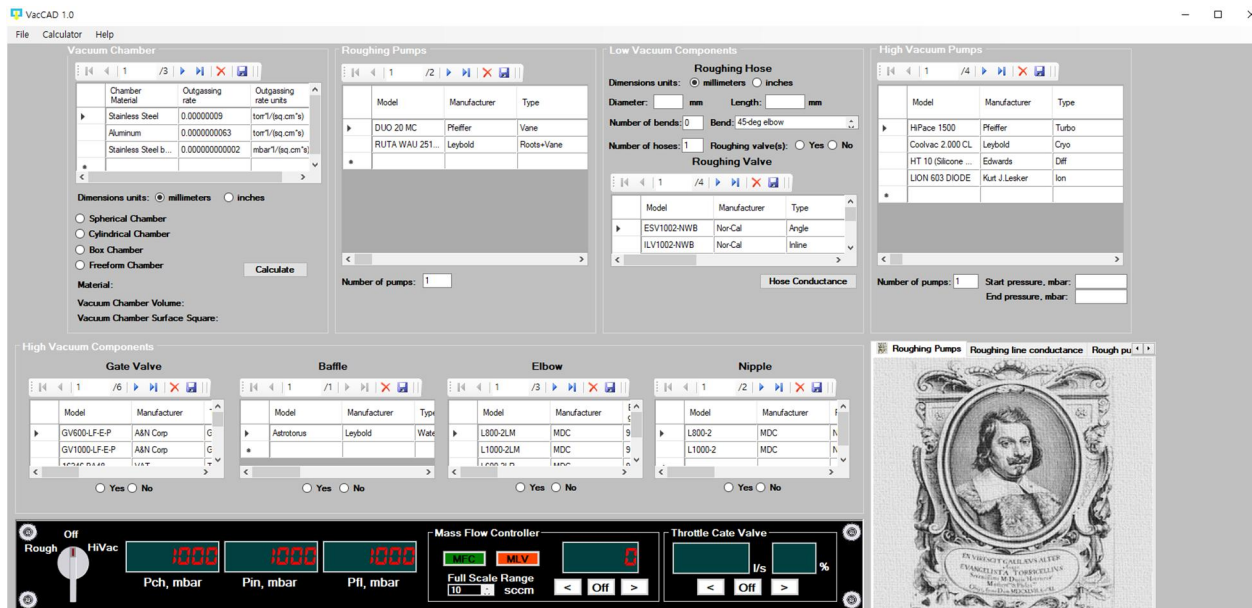 VacCAD 1.0
File Calculator Help
Vacuum Chamber
1 /3
Chamber Material Outgassing rate Outgassing rate units
Stainless Steel 0.00000009 torr*l/(sq.cm*s)
Aluminum 0.0000000063 torr*l/(sq.cm*s)
Stainless Steel b... 0.000000000002 mbar*l/(sq.cm*s)
Dimensions units: millimeters inches
Spherical Chamber
Cylindrical Chamber
Box Chamber
Freeform Chamber
Calculate
Material:
Vacuum Chamber Volume:
Vacuum Chamber Surface Square:
Roughing Pumps
1 /2
Model Manufacturer Type
DUO 20 MC Pfeiffer Vane
RUTA WAU 251... Leybold Roots+Vane
Number of pumps: 1
Low Vacuum Components
Roughing Hose
Dimensions units: millimeters inches
Diameter: mm Length: mm
Number of bends: 0 Bend: 45-deg elbow
Number of hoses: 1 Roughing valve(s): Yes No
Roughing Valve
1 /4
Model Manufacturer Type
ESV1002-NWB Nor-Cal Angle
ILV1002-NWB Nor-Cal Inline
Hose Conductance
High Vacuum Pumps
1 /4
Model Manufacturer Type
HiPace 1500 Pfeiffer Turbo
Coolvac 2.000 CL Leybold Cryo
HT 10 (Silicone ... Edwards Diff
LION 603 DIODE Kurt J.Lesker Ion
Number of pumps: 1 Start pressure, mbar:
End pressure, mbar:
High Vacuum Components
Gate Valve
1 /6
Model Manufacturer
GV600-LF-E-P A&N Corp G
GV1000-LF-E-P A&N Corp G
Yes No
Baffle
1 /1
Model Manufacturer Type
Astrotorus Leybold Wate
Yes No
Elbow
1 /3
Model Manufacturer
L800-2LM MDC 9
L1000-2LM MDC 9
Yes No
Nipple
1 /2
Model Manufacturer
L800-2 MDC N
L1000-2 MDC N
Yes No
Roughing Pumps Roughing line conductance Rough pu
EVANGELISTA TORRICELLIUS
Off
Rough HiVac
1000 1000 1000
Pch, mbar Pin, mbar Pfl, mbar
Mass Flow Controller
MFC MLV 0
Full Scale Range
10 sccm < Off >
Throttle Gate Valve
l/s %
< Off >